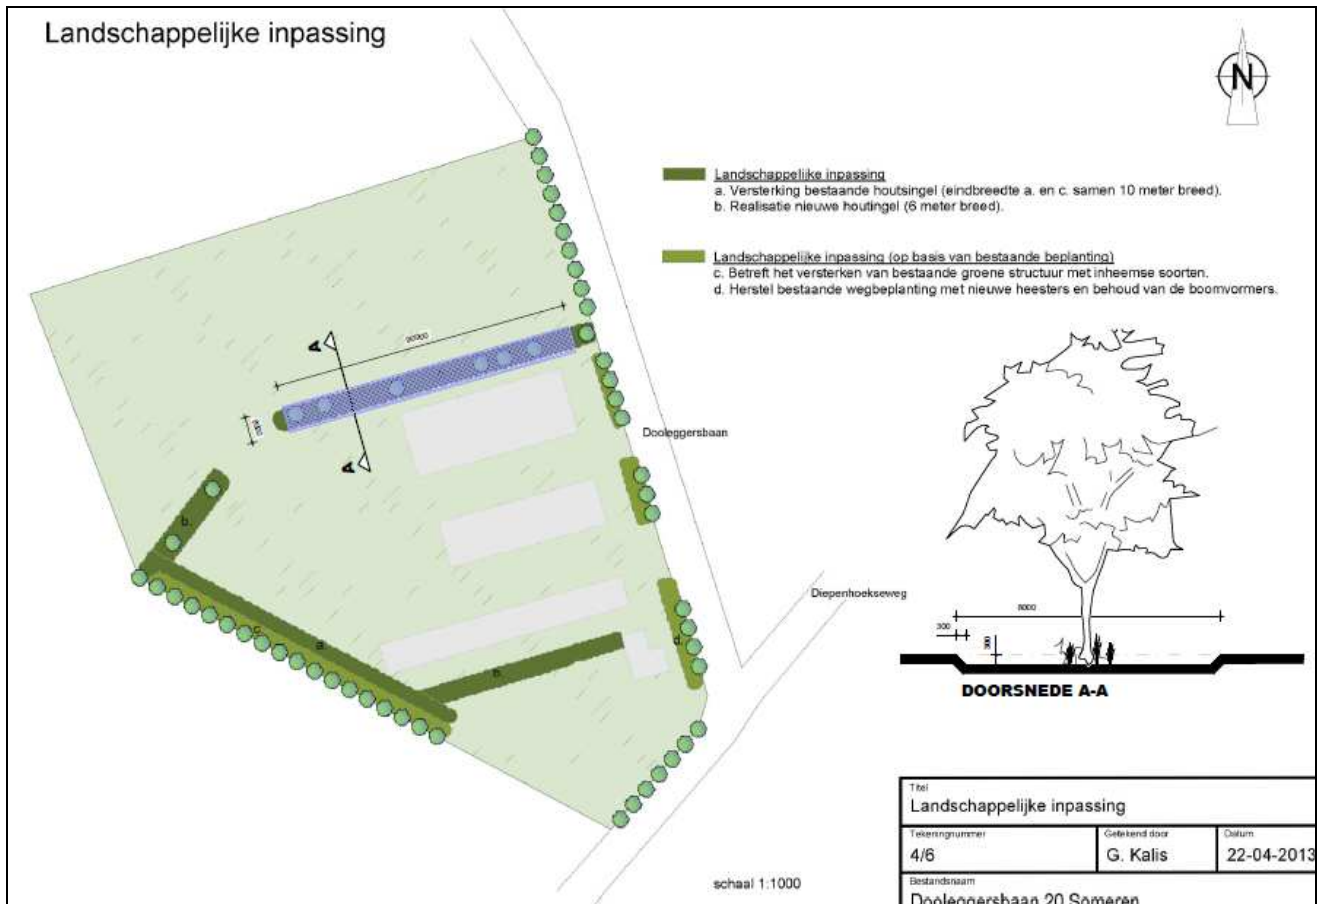 Landschappelijke inpassing
N
Landschappelijke inpassing
a. Versterking bestaande houtsingel (eindbreedte a. en c. samen 10 meter breed).
b. Realisatie nieuwe houtingel (6 meter breed).
Landschappelijke inpassing (op basis van bestaande beplanting)
c. Betreft het versterken van bestaande groene structuur met inheemse soorten.
d. Herstel bestaande wegbeplanting met nieuwe heesters en behoud van de boomvormers.
A
A
Dooleggersbaan
b.
Diepenhoekseweg
c.
a.
d.
8000
300
300
DOORSNEDE A-A
Titel
Landschappelijke inpassing
Tekeningnummer
4/6
Getekend door
G. Kalis
Datum
22-04-2013
schaal 1:1000
Bestandsnaam
Dooleggersbaan 20 Someren